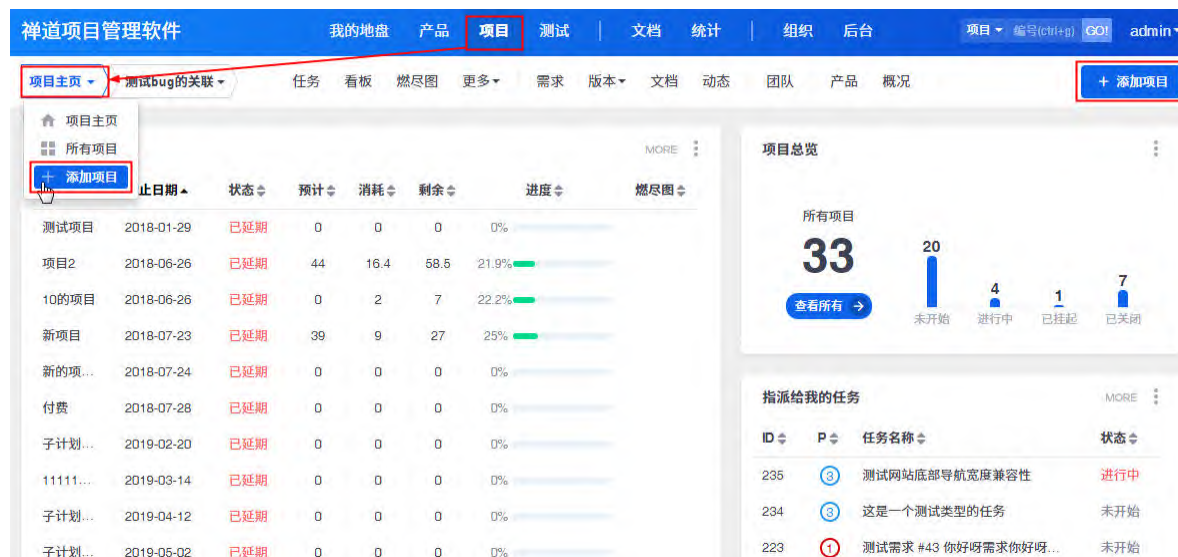 禅道项目管理软件 我的地盘 产品 项目 测试 文档 统计 组织 后台 项目 编号(ctrl+g) GO! admin
项目主页 测试bug的关联 任务 看板 燃尽图 更多 需求 版本 文档 动态 团队 产品 概况 + 添加项目
项目主页
所有项目
+ 添加项目
MORE
止日期 状态 预计 消耗 剩余 进度 燃尽图
测试项目 2018-01-29 已延期 0 0 0 0%
项目2 2018-06-26 已延期 44 16.4 58.5 21.9%
10的项目 2018-06-26 已延期 0 2 7 22.2%
新项目 2018-07-23 已延期 39 9 27 25%
新的项... 2018-07-24 已延期 0 0 0 0%
付费 2018-07-28 已延期 0 0 0 0%
子计划... 2019-02-20 已延期 0 0 0 0%
11111... 2019-03-14 已延期 0 0 0 0%
子计划... 2019-04-12 已延期 0 0 0 0%
子计划... 2019-05-02 已延期 0 0 0 0%
项目总览
所有项目
33
查看所有
20 4 1 7
未开始 进行中 已挂起 已关闭
指派给我的任务 MORE
ID P 任务名称 状态
235 3 测试网站底部导航宽度兼容性 进行中
234 3 这是一个测试类型的任务 未开始
223 1 测试需求 #43 你好呀需求你好呀... 未开始